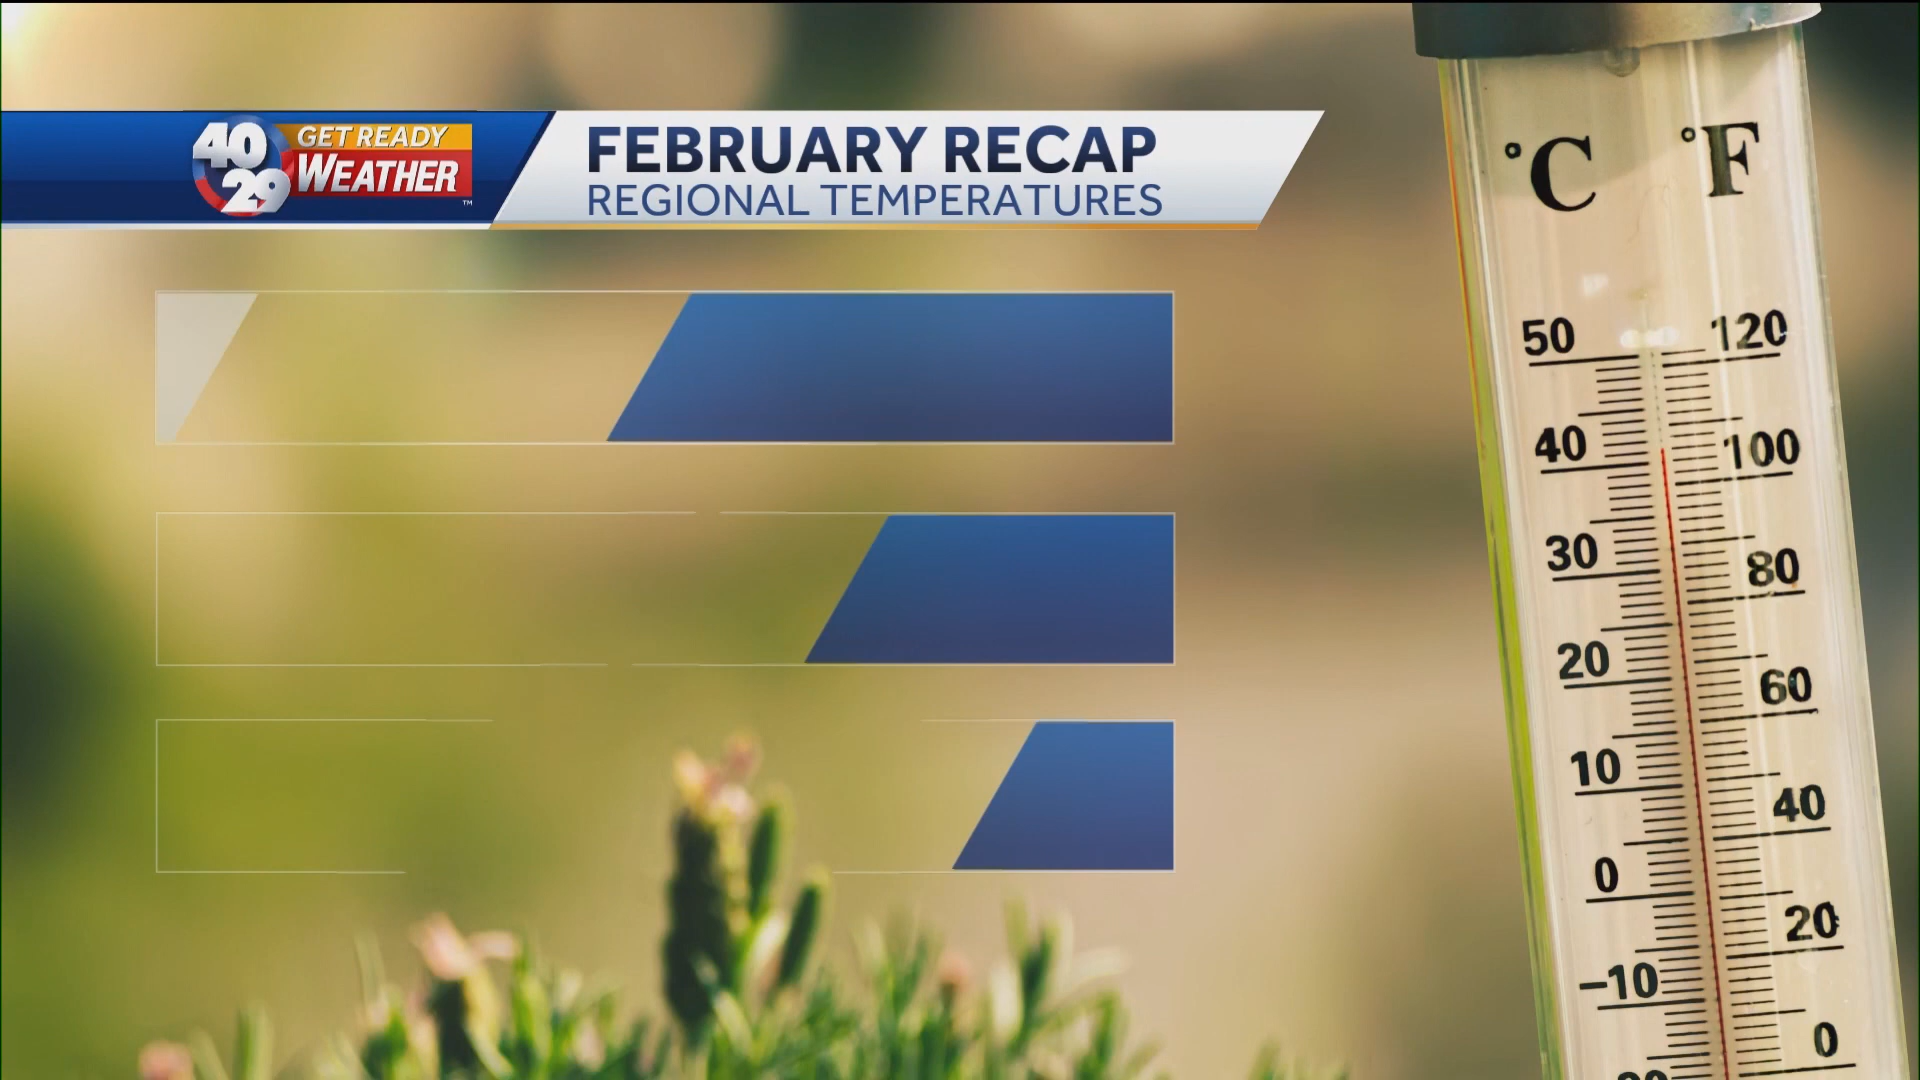 40
29
GET READY
WEATHER
™
FEBRUARY RECAP
REGIONAL TEMPERATURES
°C °F
50 120
40 100
30 80
20 60
10 40
0 20
-10 0